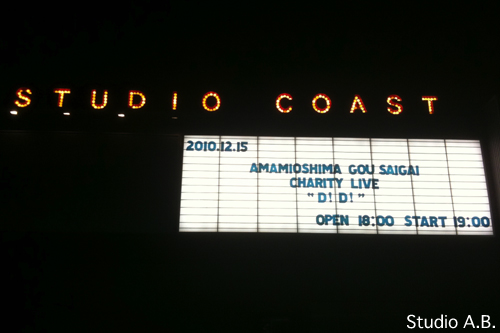 STUDIO COAST
2010.12.15
AMAMIOSHIMA GOU SAIGAI
CHARITY LIVE
"D! D!"
OPEN 18:00 START 19:00
Studio A.B.